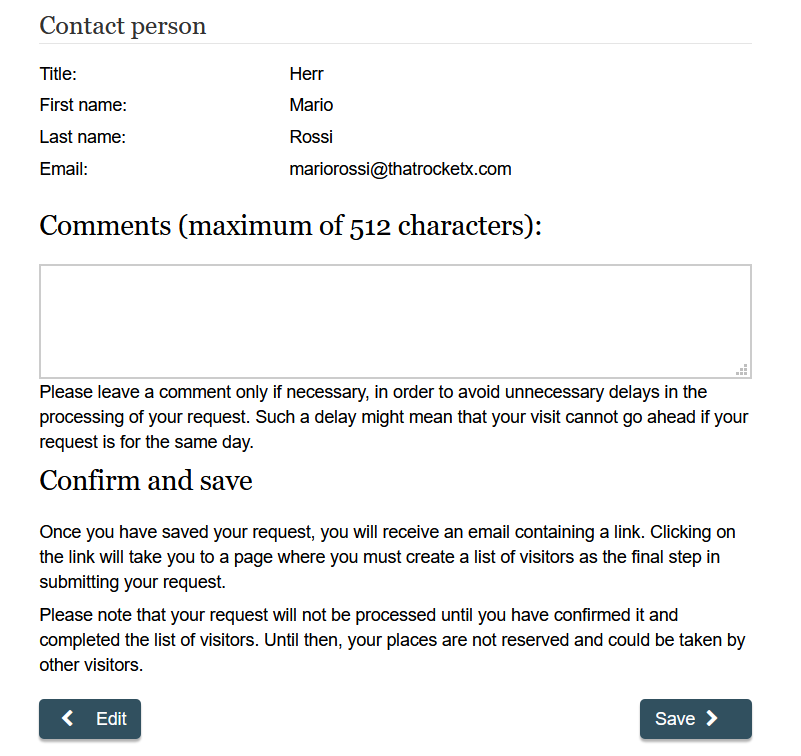 Contact person
Title: Herr
First name: Mario
Last name: Rossi
Email: mariorossi@thatrocketx.com
Comments (maximum of 512 characters):
Please leave a comment only if necessary, in order to avoid unnecessary delays in the
processing of your request. Such a delay might mean that your visit cannot go ahead if your
request is for the same day.
Confirm and save
Once you have saved your request, you will receive an email containing a link. Clicking on
the link will take you to a page where you must create a list of visitors as the final step in
submitting your request.
Please note that your request will not be processed until you have confirmed it and
completed the list of visitors. Until then, your places are not reserved and could be taken by
other visitors.
Edit Save